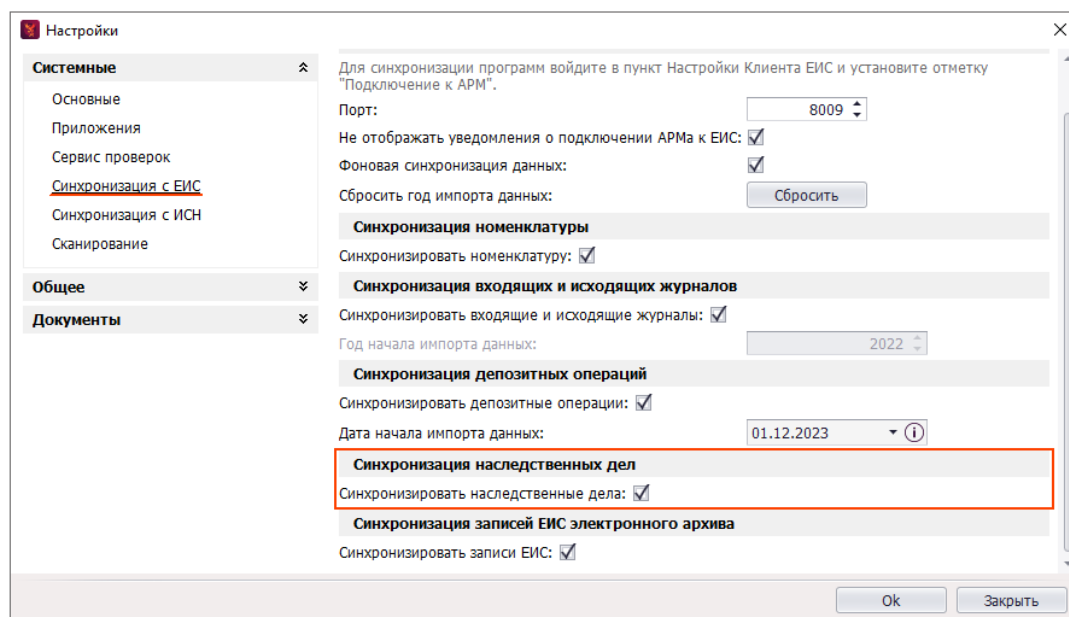 Настройки
Системные
Основные
Приложения
Сервис проверок
Синхронизация с ЕИС
Синхронизация с ИСН
Сканирование
Общее
Документы
Для синхронизации программ войдите в пункт Настройки Клиента ЕИС и установите отметку
"Подключение к АРМ".
Порт: 8009
Не отображать уведомления о подключении АРМа к ЕИС:
Фоновая синхронизация данных:
Сбросить год импорта данных: Сбросить
Синхронизация номенклатуры
Синхронизировать номенклатуру:
Синхронизация входящих и исходящих журналов
Синхронизировать входящие и исходящие журналы:
Год начала импорта данных: 2022
Синхронизация депозитных операций
Синхронизировать депозитные операции:
Дата начала импорта данных: 01.12.2023
Синхронизация наследственных дел
Синхронизировать наследственные дела:
Синхронизация записей ЕИС электронного архива
Синхронизировать записи ЕИС:
Ok Закрыть